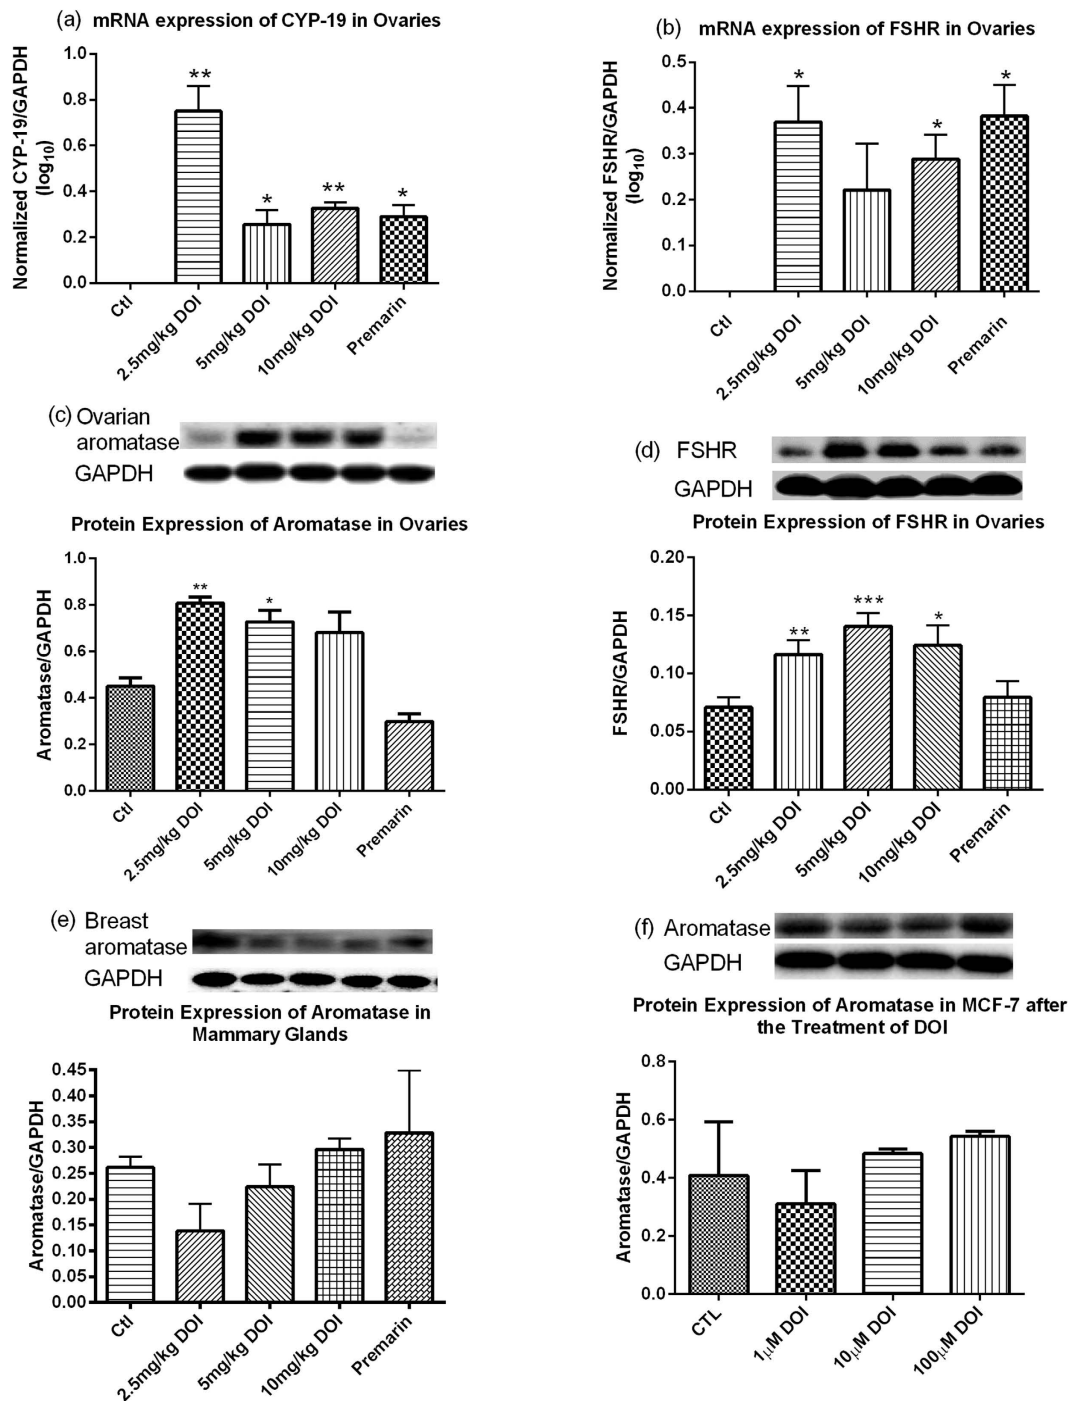 (a) mRNA expression of CYP-19 in Ovaries
Normalized CYP-19/GAPDH
(log10)
1.0
0.8
0.6
0.4
0.2
0.0
**
*
**
*
Ctl
2.5mg/kg DOI
5mg/kg DOI
10mg/kg DOI
Premarin
(b) mRNA expression of FSHR in Ovaries
Normalized FSHR/GAPDH
(log10)
0.5
0.4
0.3
0.2
0.1
0.0
*
*
*
Ctl
2.5mg/kg DOI
5mg/kg DOI
10mg/kg DOI
Premarin
(c) Ovarian
aromatase
GAPDH
Protein Expression of Aromatase in Ovaries
Aromatase/GAPDH
1.0
0.8
0.6
0.4
0.2
0.0
**
*
Ctl
2.5mg/kg DOI
5mg/kg DOI
10mg/kg DOI
Premarin
(d) FSHR
GAPDH
Protein Expression of FSHR in Ovaries
FSHR/GAPDH
0.20
0.15
0.10
0.05
0.00
**
***
*
Ctl
2.5mg/kg DOI
5mg/kg DOI
10mg/kg DOI
Premarin
(e) Breast
aromatase
GAPDH
Protein Expression of Aromatase in
Mammary Glands
Aromatase/GAPDH
0.45
0.40
0.35
0.30
0.25
0.20
0.15
0.10
0.05
0.00
Ctl
2.5mg/kg DOI
5mg/kg DOI
10mg/kg DOI
Premarin
(f) Aromatase
GAPDH
Protein Expression of Aromatase in MCF-7 after
the Treatment of DOI
Aromatase/GAPDH
0.8
0.6
0.4
0.2
0.0
CTL
1µM DOI
10µM DOI
100µM DOI